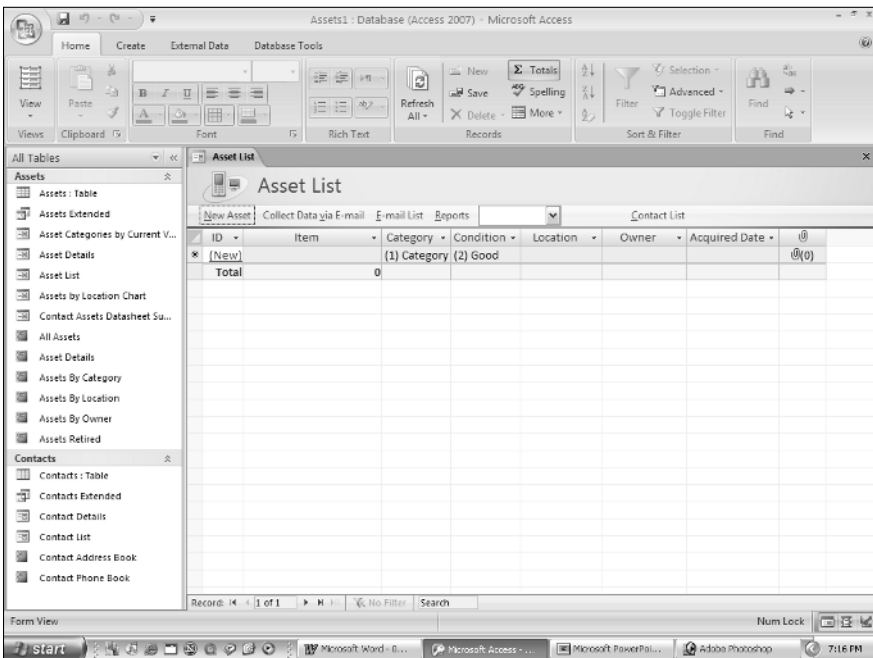 Assets1 : Database (Access 2007) - Microsoft Access
Home Create External Data Database Tools
View Paste B I U A Refresh All New Save Delete Σ Totals Spelling More Filter Selection Advanced Toggle Filter Find
Views Clipboard Font Rich Text Records Sort & Filter Find
All Tables
Asset List
Assets
Assets : Table
Assets Extended
Asset Categories by Current V...
Asset Details
Asset List
Assets by Location Chart
Contact Assets Datasheet Su...
All Assets
Asset Details
Assets By Category
Assets By Location
Assets By Owner
Assets Retired
Contacts
Contacts : Table
Contacts Extended
Contact Details
Contact List
Contact Address Book
Contact Phone Book
Asset List
New Asset Collect Data via E-mail E-mail List Reports Contact List
ID Item Category Condition Location Owner Acquired Date
(New) (1) Category (2) Good (0)
Total 0
Record: 1 of 1 No Filter Search
Form View Num Lock
start Microsoft Word - Microsoft Access - ... Microsoft PowerPoi... Adobe Photoshop 7:16 PM